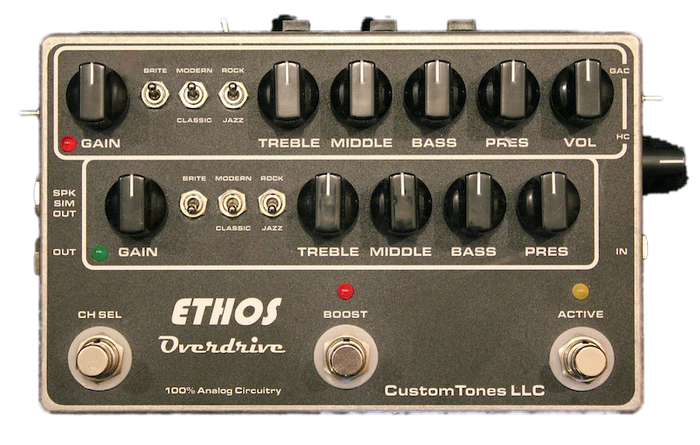 BRITE MODERN ROCK
GAC
CLASSIC JAZZ
GAIN TREBLE MIDDLE BASS PRES VOL
HC
BRITE MODERN ROCK
SPK
SIM
OUT
CLASSIC JAZZ
OUT GAIN TREBLE MIDDLE BASS PRES IN
CH SEL ETHOS BOOST ACTIVE
Overdrive
100% Analog Circuitry CustomTones LLC